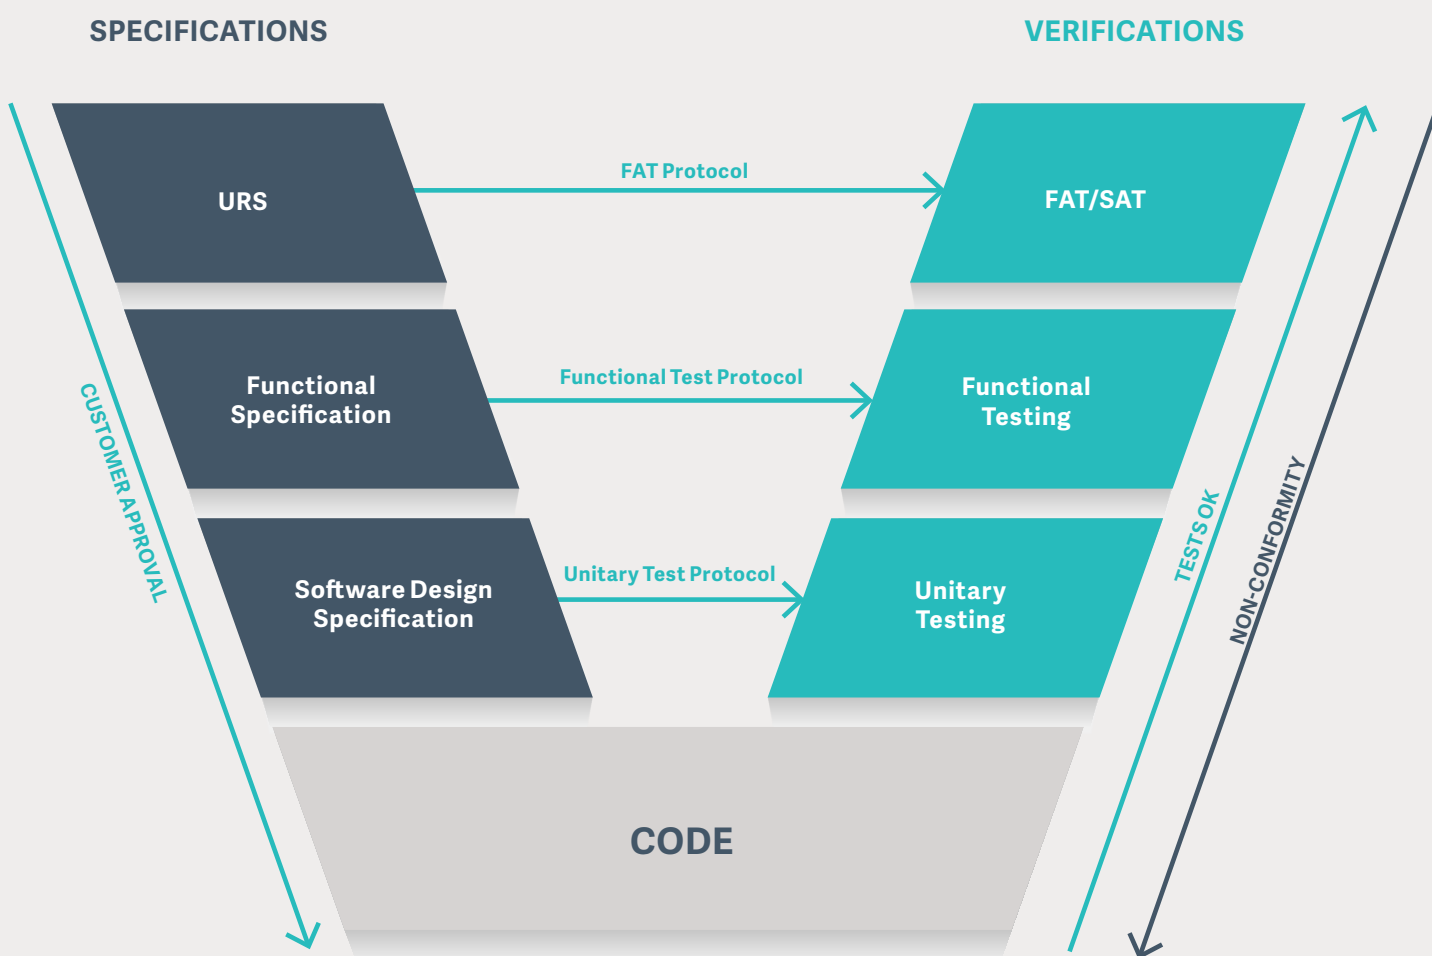 SPECIFICATIONS
VERIFICATIONS
URS
FAT Protocol
FAT/SAT
Functional
Specification
Functional Test Protocol
Functional
Testing
CUSTOMER APPROVAL
TESTS OK
NON-CONFORMITY
Software Design
Specification
Unitary Test Protocol
Unitary
Testing
CODE